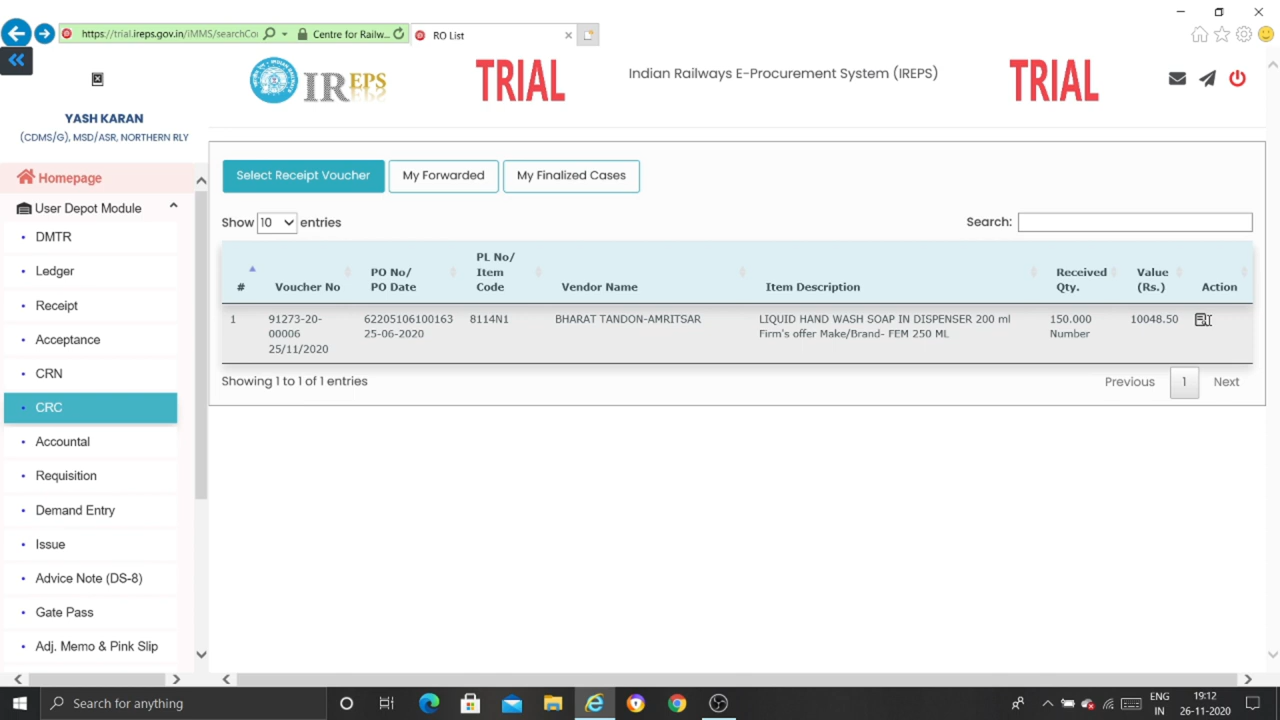 https://trial.ireps.gov.in/iMMS/searchCo
Centre for Railw...
RO List
IREPS
TRIAL
Indian Railways E-Procurement System (IREPS)
TRIAL
YASH KARAN
(CDMS/G), MSD/ASR, NORTHERN RLY
Homepage
User Depot Module
DMTR
Ledger
Receipt
Acceptance
CRN
CRC
Accountal
Requisition
Demand Entry
Issue
Advice Note (DS-8)
Gate Pass
Adj. Memo & Pink Slip
Select Receipt Voucher
My Forwarded
My Finalized Cases
Show 10 entries
Search:
#
Voucher No
PO No/
PO Date
PL No/
Item
Code
Vendor Name
Item Description
Received
Qty.
Value
(Rs.)
Action
1
91273-20-
00006
25/11/2020
62205106100163
25-06-2020
8114N1
BHARAT TANDON-AMRITSAR
LIQUID HAND WASH SOAP IN DISPENSER 200 ml
Firm's offer Make/Brand- FEM 250 ML
150.000
Number
10048.50
Showing 1 to 1 of 1 entries
Previous
1
Next
Search for anything
ENG
IN
19:12
26-11-2020